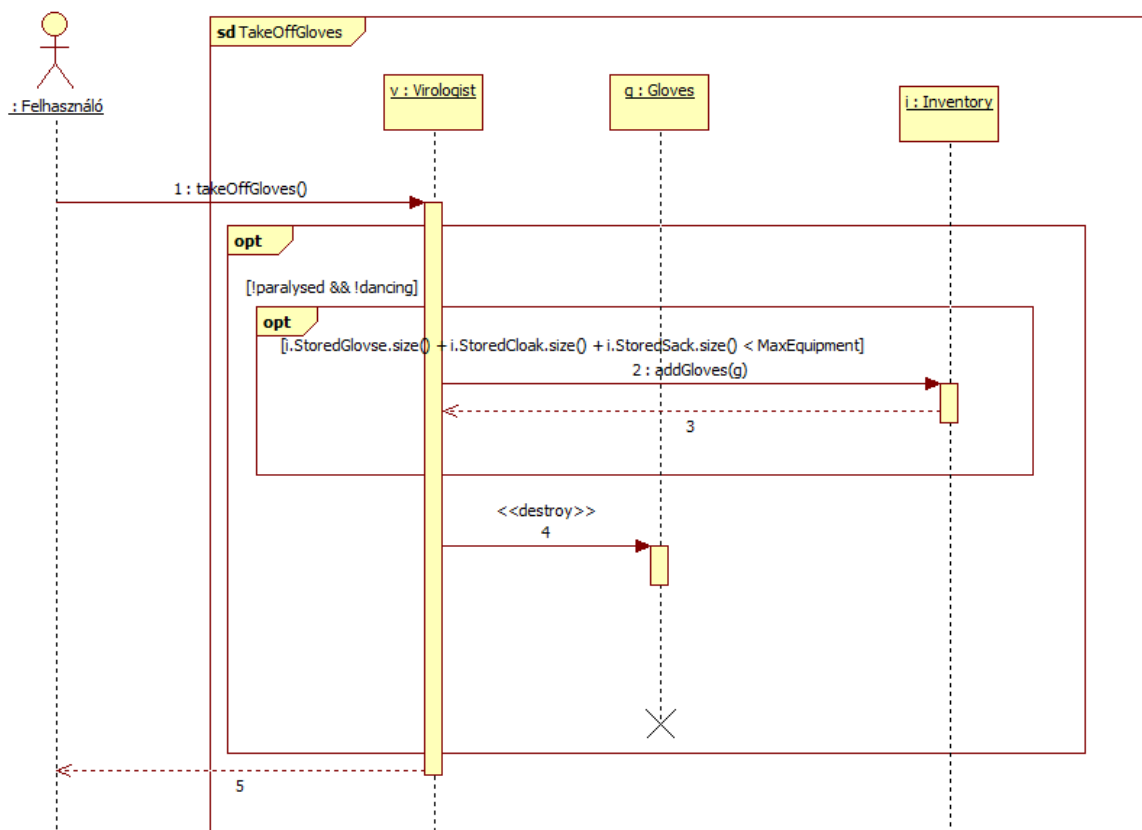 sd TakeOffGloves
: Felhasználó
v : Virologist
g : Gloves
i : Inventory
1 : takeOffGloves()
opt
[!paralysed && !dancing]
opt
[i.StoredGlovse.size() + i.StoredCloak.size() + i.StoredSack.size() < MaxEquipment]
2 : addGloves(g)
3
<<destroy>>
4
5